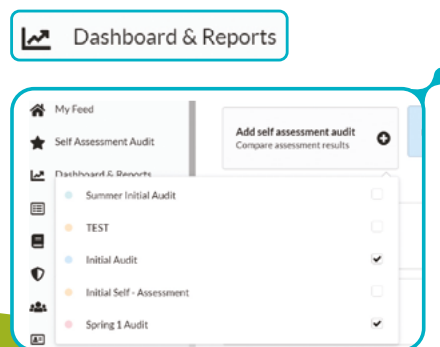 Dashboard & Reports
My Feed
Self Assessment Audit
Dashboard & Reports
Add self assessment audit
Compare assessment results
Summer Initial Audit
TEST
Initial Audit
Initial Self - Assessment
Spring 1 Audit